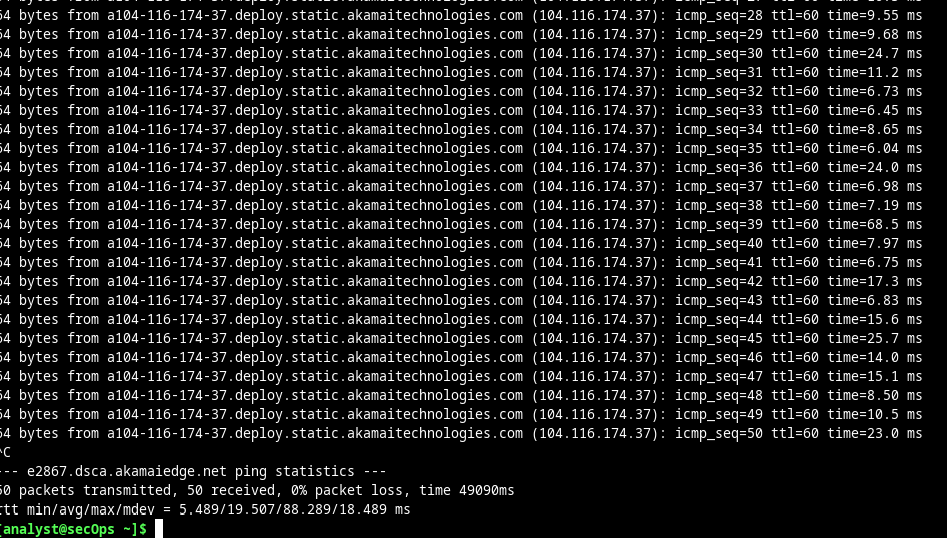 64 bytes from a104-116-174-37.deploy.static.akamaitechnologies.com (104.116.174.37): icmp_seq=28 ttl=60 time=9.55 ms
64 bytes from a104-116-174-37.deploy.static.akamaitechnologies.com (104.116.174.37): icmp_seq=29 ttl=60 time=9.68 ms
64 bytes from a104-116-174-37.deploy.static.akamaitechnologies.com (104.116.174.37): icmp_seq=30 ttl=60 time=24.7 ms
64 bytes from a104-116-174-37.deploy.static.akamaitechnologies.com (104.116.174.37): icmp_seq=31 ttl=60 time=11.2 ms
64 bytes from a104-116-174-37.deploy.static.akamaitechnologies.com (104.116.174.37): icmp_seq=32 ttl=60 time=6.73 ms
64 bytes from a104-116-174-37.deploy.static.akamaitechnologies.com (104.116.174.37): icmp_seq=33 ttl=60 time=6.45 ms
64 bytes from a104-116-174-37.deploy.static.akamaitechnologies.com (104.116.174.37): icmp_seq=34 ttl=60 time=8.65 ms
64 bytes from a104-116-174-37.deploy.static.akamaitechnologies.com (104.116.174.37): icmp_seq=35 ttl=60 time=6.04 ms
64 bytes from a104-116-174-37.deploy.static.akamaitechnologies.com (104.116.174.37): icmp_seq=36 ttl=60 time=24.0 ms
64 bytes from a104-116-174-37.deploy.static.akamaitechnologies.com (104.116.174.37): icmp_seq=37 ttl=60 time=6.98 ms
64 bytes from a104-116-174-37.deploy.static.akamaitechnologies.com (104.116.174.37): icmp_seq=38 ttl=60 time=7.19 ms
64 bytes from a104-116-174-37.deploy.static.akamaitechnologies.com (104.116.174.37): icmp_seq=39 ttl=60 time=68.5 ms
64 bytes from a104-116-174-37.deploy.static.akamaitechnologies.com (104.116.174.37): icmp_seq=40 ttl=60 time=7.97 ms
64 bytes from a104-116-174-37.deploy.static.akamaitechnologies.com (104.116.174.37): icmp_seq=41 ttl=60 time=6.75 ms
64 bytes from a104-116-174-37.deploy.static.akamaitechnologies.com (104.116.174.37): icmp_seq=42 ttl=60 time=17.3 ms
64 bytes from a104-116-174-37.deploy.static.akamaitechnologies.com (104.116.174.37): icmp_seq=43 ttl=60 time=6.83 ms
64 bytes from a104-116-174-37.deploy.static.akamaitechnologies.com (104.116.174.37): icmp_seq=44 ttl=60 time=15.6 ms
64 bytes from a104-116-174-37.deploy.static.akamaitechnologies.com (104.116.174.37): icmp_seq=45 ttl=60 time=25.7 ms
64 bytes from a104-116-174-37.deploy.static.akamaitechnologies.com (104.116.174.37): icmp_seq=46 ttl=60 time=14.0 ms
64 bytes from a104-116-174-37.deploy.static.akamaitechnologies.com (104.116.174.37): icmp_seq=47 ttl=60 time=15.1 ms
64 bytes from a104-116-174-37.deploy.static.akamaitechnologies.com (104.116.174.37): icmp_seq=48 ttl=60 time=8.50 ms
64 bytes from a104-116-174-37.deploy.static.akamaitechnologies.com (104.116.174.37): icmp_seq=49 ttl=60 time=10.5 ms
64 bytes from a104-116-174-37.deploy.static.akamaitechnologies.com (104.116.174.37): icmp_seq=50 ttl=60 time=23.0 ms
^C
--- e2867.dsca.akamaiedge.net ping statistics ---
50 packets transmitted, 50 received, 0% packet loss, time 49090ms
rtt min/avg/max/mdev = 5.489/19.507/88.289/18.489 ms
[analyst@secOps ~]$